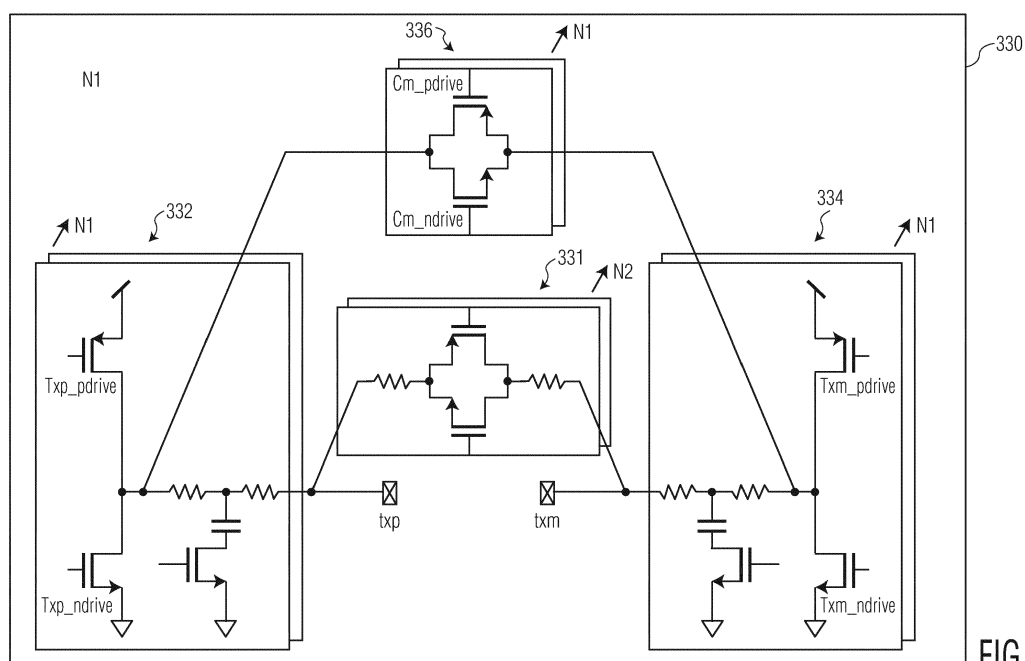 336
N1
330
N1
Cm_pdrive
Cm_ndrive
N1
332
334
N1
331
N2
Txp_pdrive
Txm_pdrive
txp
txm
Txp_ndrive
Txm_ndrive
FIG